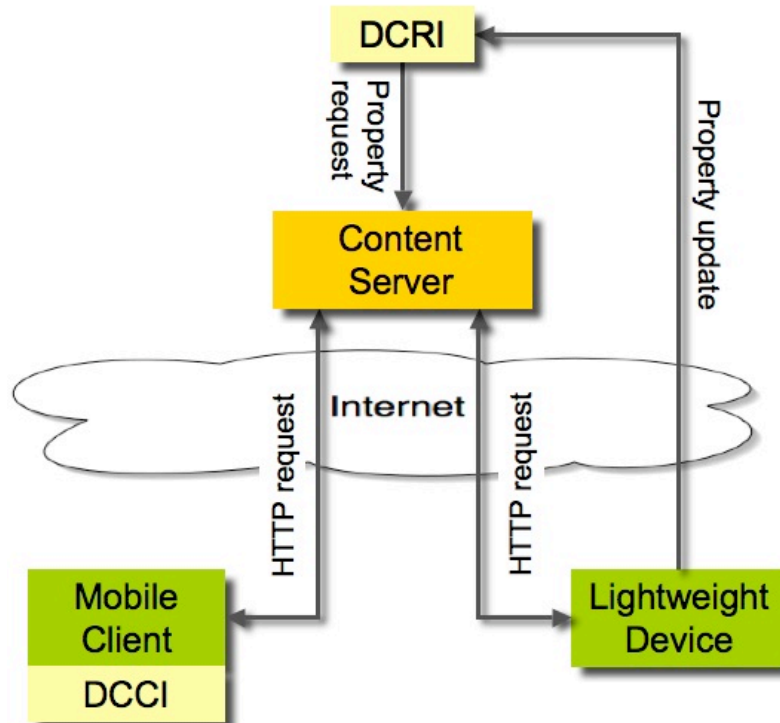 DCRI
Property
request
Property update
Content
Server
Internet
HTTP request
HTTP request
Mobile
Client
DCCI
Lightweight
Device